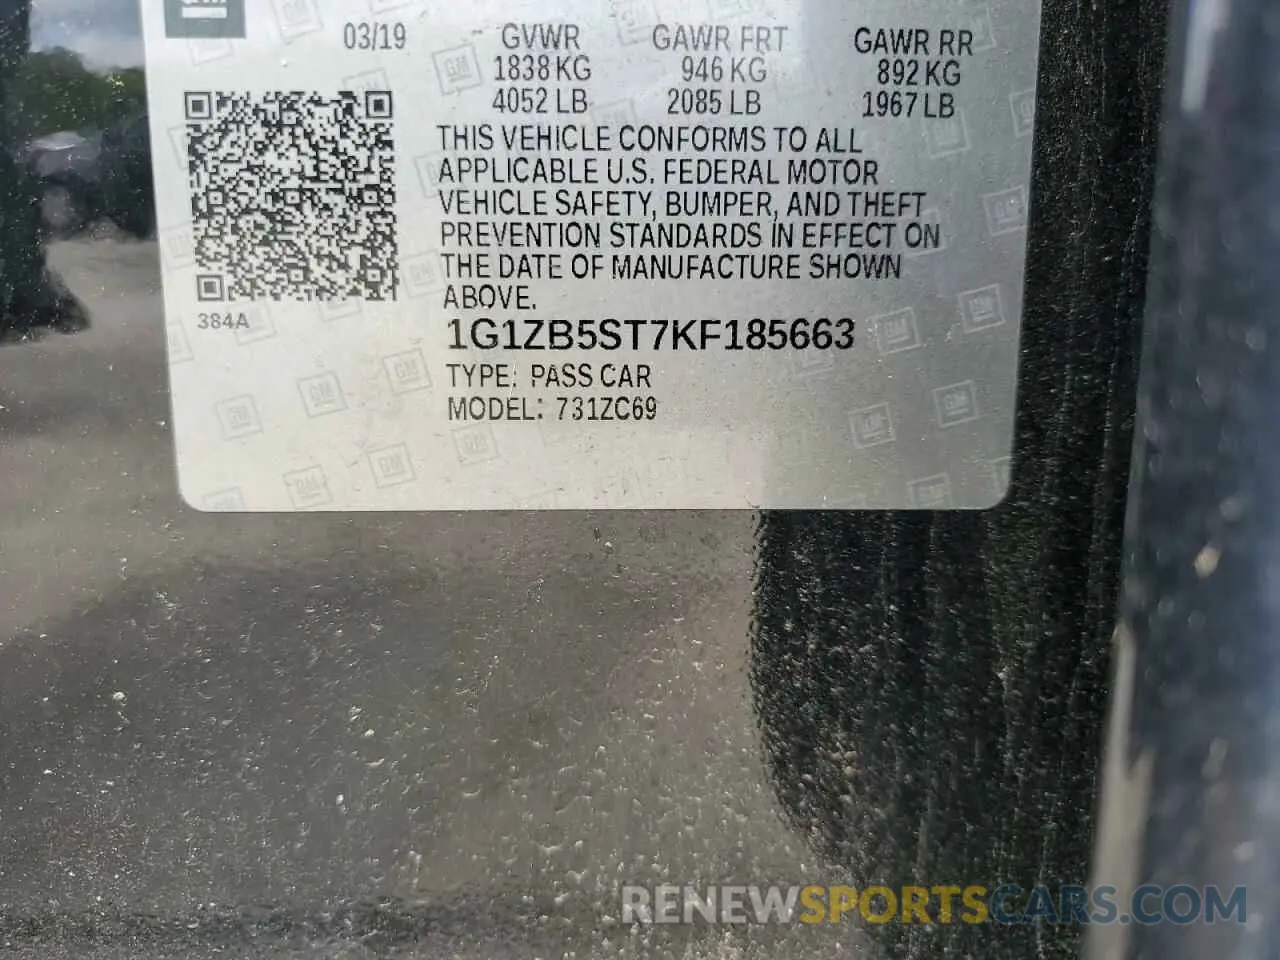 GM
03/19 GVWR GAWR FRT GAWR RR
1838 KG 946 KG 892 KG
4052 LB 2085 LB 1967 LB
THIS VEHICLE CONFORMS TO ALL
APPLICABLE U.S. FEDERAL MOTOR
VEHICLE SAFETY, BUMPER, AND THEFT
PREVENTION STANDARDS IN EFFECT ON
THE DATE OF MANUFACTURE SHOWN
ABOVE.
384A
1G1ZB5ST7KF185663
TYPE: PASS CAR
MODEL: 731ZC69
RENEWSPORTSCARS.COM